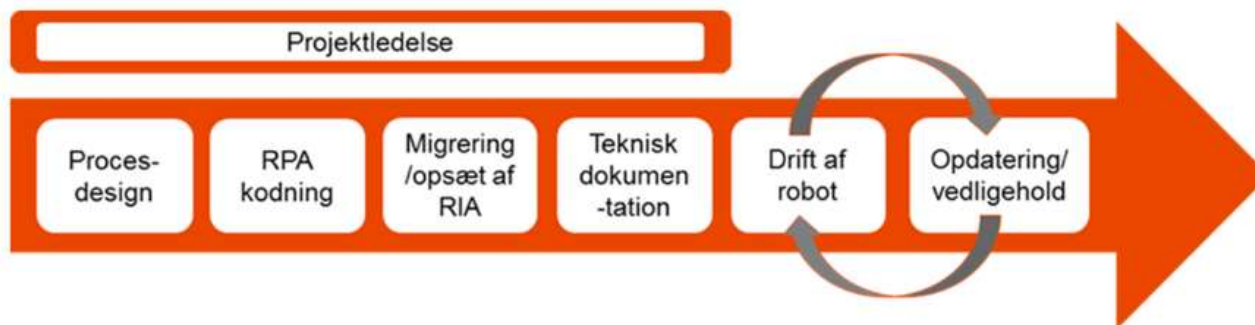 Projektledelse
Proces-
design
RPA
kodning
Migrering
/opsæt af
RIA
Teknisk
dokumen
-tation
Drift af
robot
Opdatering/
vedligehold